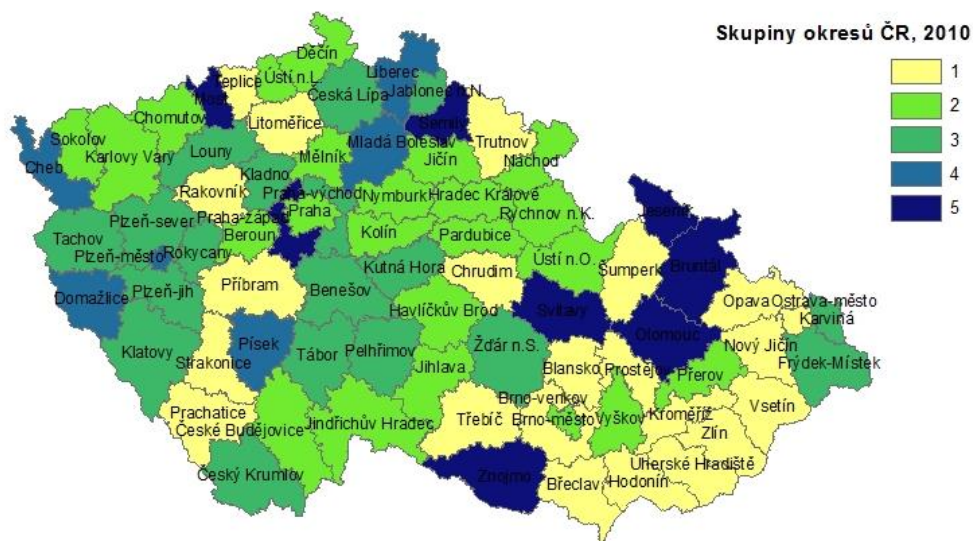 Skupiny okresů ČR, 2010
1
2
3
4
5
Děčín
Liberec
Teplice
Ústí n.L.
Jablonec n.N.
Most
Česká Lípa
Chomutov
Semily
Litoměřice
Trutnov
Sokolov
Mladá Boleslav
Karlovy Vary
Louny
Mělník
Jičín
Náchod
Cheb
Kladno
Rakovník
Praha-východ
Nymburk
Hradec Králové
Jeseník
Praha-západ
Praha
Rychnov n.K.
Plzeň-sever
Beroun
Kolín
Pardubice
Tachov
Rokycany
Ústí n.O.
Bruntál
Plzeň-město
Kutná Hora
Chrudim
Šumperk
Příbram
Benešov
Plzeň-jih
Domažlice
Opava
Ostrava-město
Havlíčkův Brod
Svitavy
Karviná
Olomouc
Klatovy
Strakonice
Písek
Tábor
Pelhřimov
Žďár n.S.
Nový Jičín
Frýdek-Místek
Jihlava
Blansko
Prostějov
Přerov
Brno-venkov
Prachatice
Třebíč
Brno-město
Vyškov
Kroměříž
Vsetín
České Budějovice
Jindřichův Hradec
Zlín
Český Krumlov
Znojmo
Břeclav
Hodonín
Uherské Hradiště